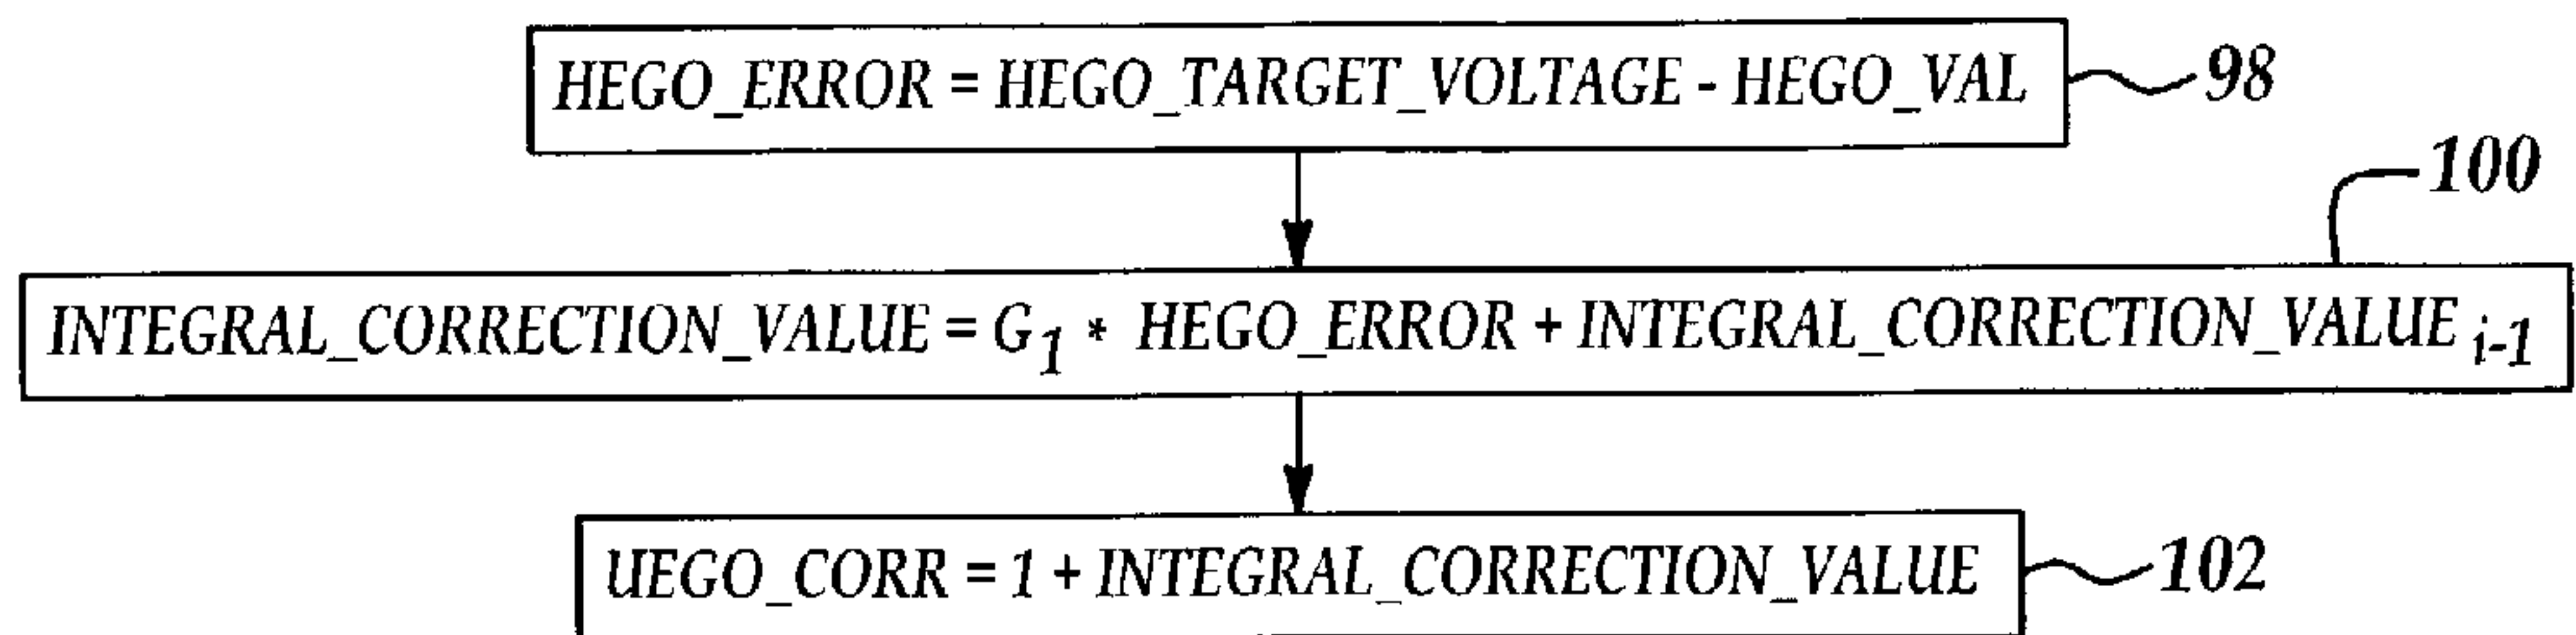 HEGO_ERROR = HEGO_TARGET_VOLTAGE - HEGO_VAL
98
100
INTEGRAL_CORRECTION_VALUE = G1 * HEGO_ERROR + INTEGRAL_CORRECTION_VALUE i-1
UEGO_CORR = 1 + INTEGRAL_CORRECTION_VALUE
102